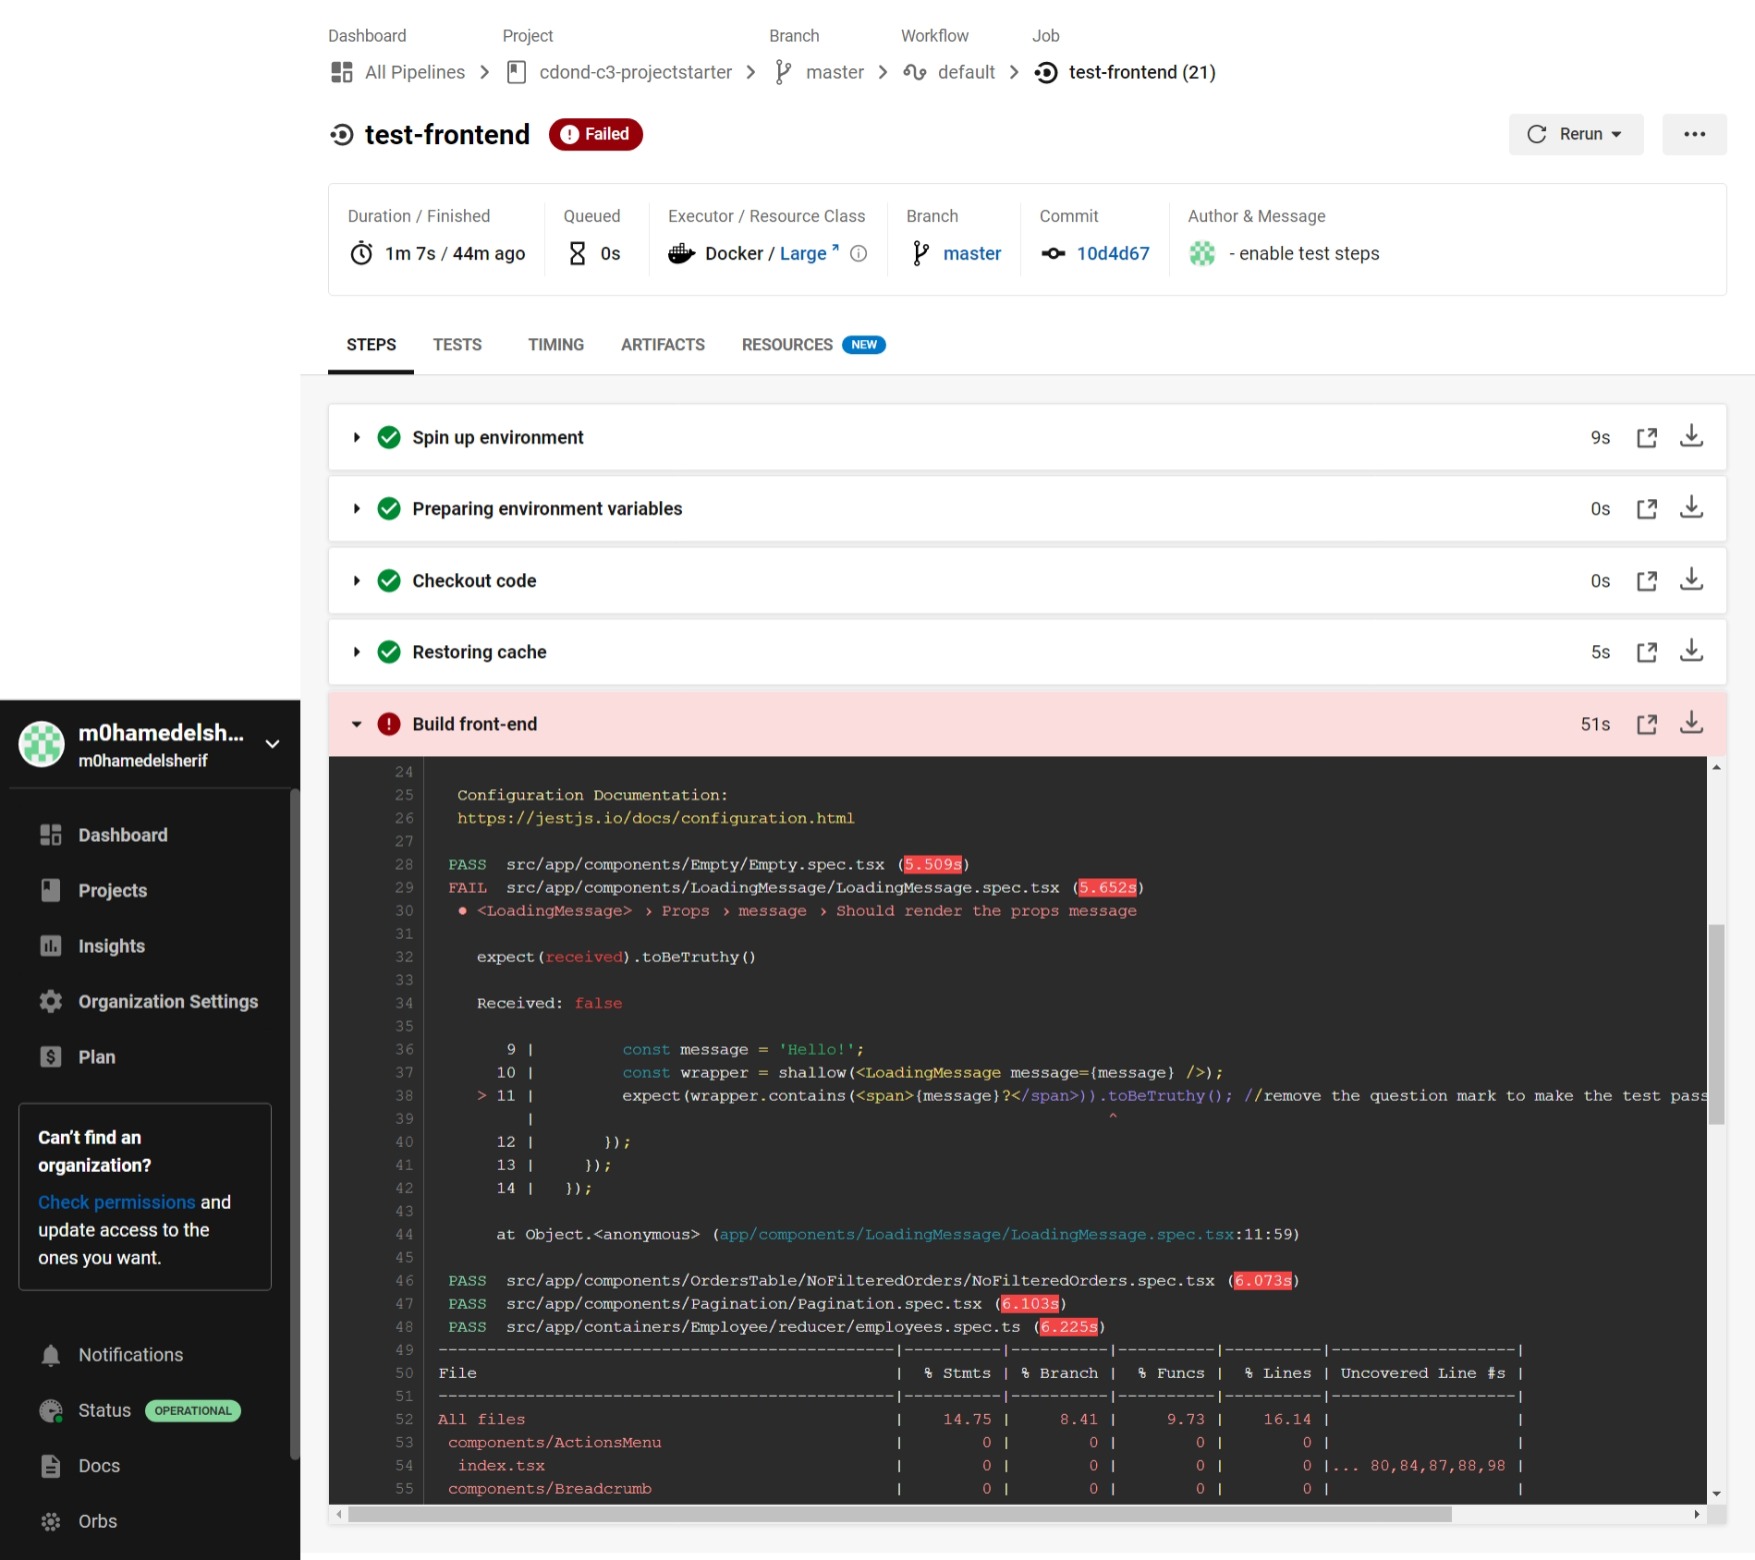 Dashboard Project Branch Workflow Job
All Pipelines cdond-c3-projectstarter master default test-frontend (21)
test-frontend Failed Rerun
Duration / Finished Queued Executor / Resource Class Branch Commit Author & Message
1m 7s / 44m ago 0s Docker / Large master 10d4d67 - enable test steps
STEPS TESTS TIMING ARTIFACTS RESOURCES NEW
Spin up environment 9s
Preparing environment variables 0s
Checkout code 0s
Restoring cache 5s
Build front-end 51s
24
25 Configuration Documentation:
26 https://jestjs.io/docs/configuration.html
27
28 PASS src/app/components/Empty/Empty.spec.tsx (5.509s)
29 FAIL src/app/components/LoadingMessage/LoadingMessage.spec.tsx (5.652s)
30 ● <LoadingMessage> › Props › message › Should render the props message
31
32 expect(received).toBeTruthy()
33
34 Received: false
35
36 9 | const message = 'Hello!';
37 10 | const wrapper = shallow(<LoadingMessage message={message} />);
38 > 11 | expect(wrapper.contains(<span>{message}?</span>)).toBeTruthy(); //remove the question mark to make the test pass
39 | ^
40 12 | });
41 13 | });
42 14 | });
43
44 at Object.<anonymous> (app/components/LoadingMessage/LoadingMessage.spec.tsx:11:59)
45
46 PASS src/app/components/OrdersTable/NoFilteredOrders/NoFilteredOrders.spec.tsx (6.073s)
47 PASS src/app/components/Pagination/Pagination.spec.tsx (6.103s)
48 PASS src/app/containers/Employee/reducer/employees.spec.ts (6.225s)
49 -----------------------------------------------|----------|----------|----------|----------|-------------------|
50 File | % Stmts | % Branch | % Funcs | % Lines | Uncovered Line #s |
51 -----------------------------------------------|----------|----------|----------|----------|-------------------|
52 All files | 14.75 | 8.41 | 9.73 | 16.14 | |
53 components/ActionsMenu | 0 | 0 | 0 | 0 | |
54 index.tsx | 0 | 0 | 0 | 0 |... 80,84,87,88,98 |
55 components/Breadcrumb | 0 | 0 | 0 | 0 | |
m0hamedelsh...
m0hamedelsherif
Dashboard
Projects
Insights
Organization Settings
Plan
Can't find an
organization?
Check permissions and
update access to the
ones you want.
Notifications
Status OPERATIONAL
Docs
Orbs